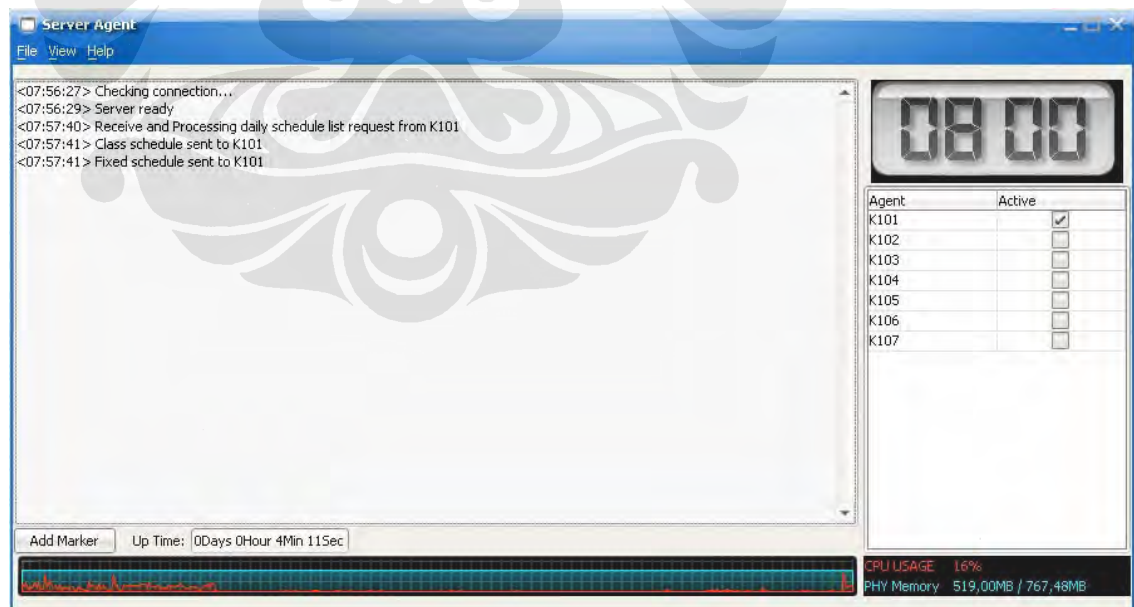 Server Agent
File View Help
<07:56:27> Checking connection...
<07:56:29> Server ready
<07:57:40> Receive and Processing daily schedule list request from K101
<07:57:41> Class schedule sent to K101
<07:57:41> Fixed schedule sent to K101
08 00
Agent Active
K101
K102
K103
K104
K105
K106
K107
Add Marker Up Time: 0Days 0Hour 4Min 11Sec
CPU USAGE 16%
PHY Memory 519,00MB / 767,48MB